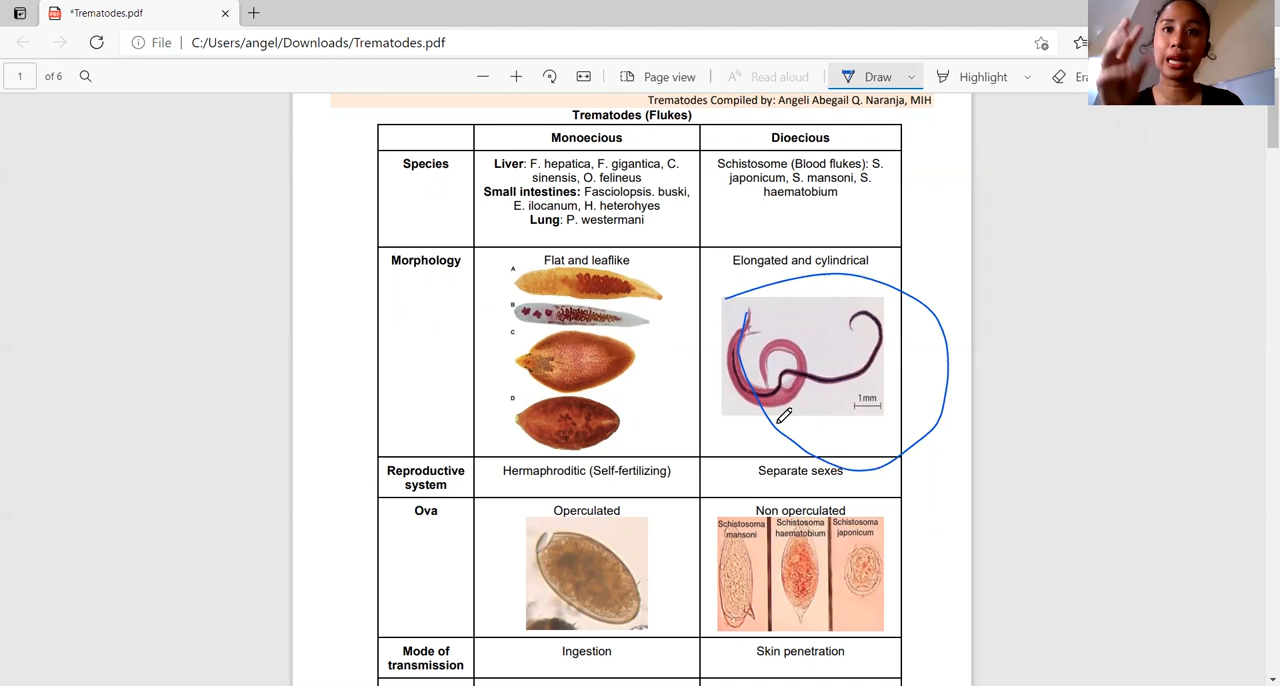 *Trematodes.pdf
File
C:/Users/angel/Downloads/Trematodes.pdf
1
of 6
Page view
Read aloud
Draw
Highlight
Era
Trematodes Compiled by: Angeli Abegail Q. Naranja, MIH
Trematodes (Flukes)
Monoecious
Dioecious
Species
Liver: F. hepatica, F. gigantica, C.
sinensis, O. felineus
Small intestines: Fasciolopsis. buski,
E. ilocanum, H. heterohyes
Lung: P. westermani
Schistosome (Blood flukes): S.
japonicum, S. mansoni, S.
haematobium
Morphology
Flat and leaflike
A
B
C
D
Elongated and cylindrical
1mm
Reproductive
system
Hermaphroditic (Self-fertilizing)
Separate sexes
Ova
Operculated
Non operculated
Schistosoma
mansoni
Schistosoma
haematobium
Schistosoma
japonicum
Mode of
transmission
Ingestion
Skin penetration